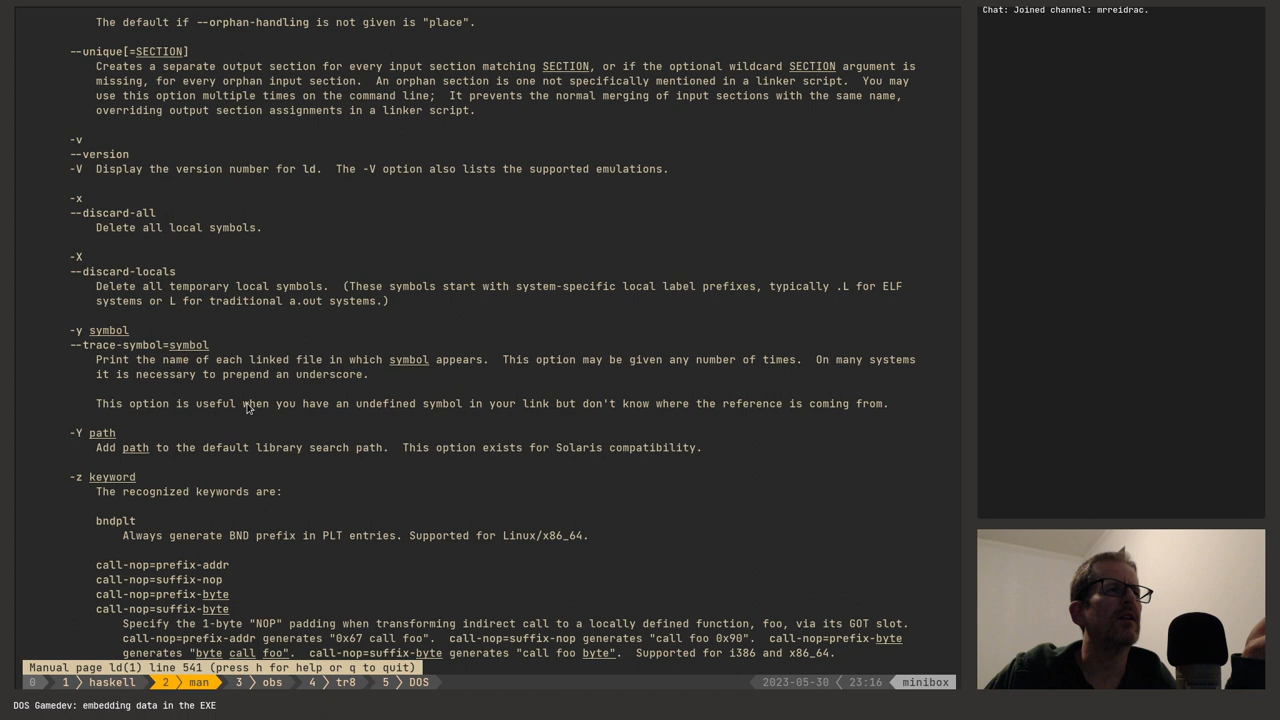 The default if --orphan-handling is not given is "place".
--unique[=SECTION]
Creates a separate output section for every input section matching SECTION, or if the optional wildcard SECTION argument is
missing, for every orphan input section.  An orphan section is one not specifically mentioned in a linker script.  You may
use this option multiple times on the command line;  It prevents the normal merging of input sections with the same name,
overriding output section assignments in a linker script.
-v
--version
-V  Display the version number for ld.  The -V option also lists the supported emulations.
-x
--discard-all
Delete all local symbols.
-X
--discard-locals
Delete all temporary local symbols.  (These symbols start with system-specific local label prefixes, typically .L for ELF
systems or L for traditional a.out systems.)
-y symbol
--trace-symbol=symbol
Print the name of each linked file in which symbol appears.  This option may be given any number of times.  On many systems
it is necessary to prepend an underscore.
This option is useful when you have an undefined symbol in your link but don't know where the reference is coming from.
-Y path
Add path to the default library search path.  This option exists for Solaris compatibility.
-z keyword
The recognized keywords are:
bndplt
Always generate BND prefix in PLT entries. Supported for Linux/x86_64.
call-nop=prefix-addr
call-nop=suffix-nop
call-nop=prefix-byte
call-nop=suffix-byte
Specify the 1-byte "NOP" padding when transforming indirect call to a locally defined function, foo, via its GOT slot.
call-nop=prefix-addr generates "0x67 call foo".  call-nop=suffix-nop generates "call foo 0x90".  call-nop=prefix-byte
generates "byte call foo".  call-nop=suffix-byte generates "call foo byte".  Supported for i386 and x86_64.
Manual page ld(1) line 541 (press h for help or q to quit)
0 1 haskell 2 man 3 obs 4 tr8 5 DOS 2023-05-30 23:16 minibox
DOS Gamedev: embedding data in the EXE
Chat: Joined channel: mrreidrac.